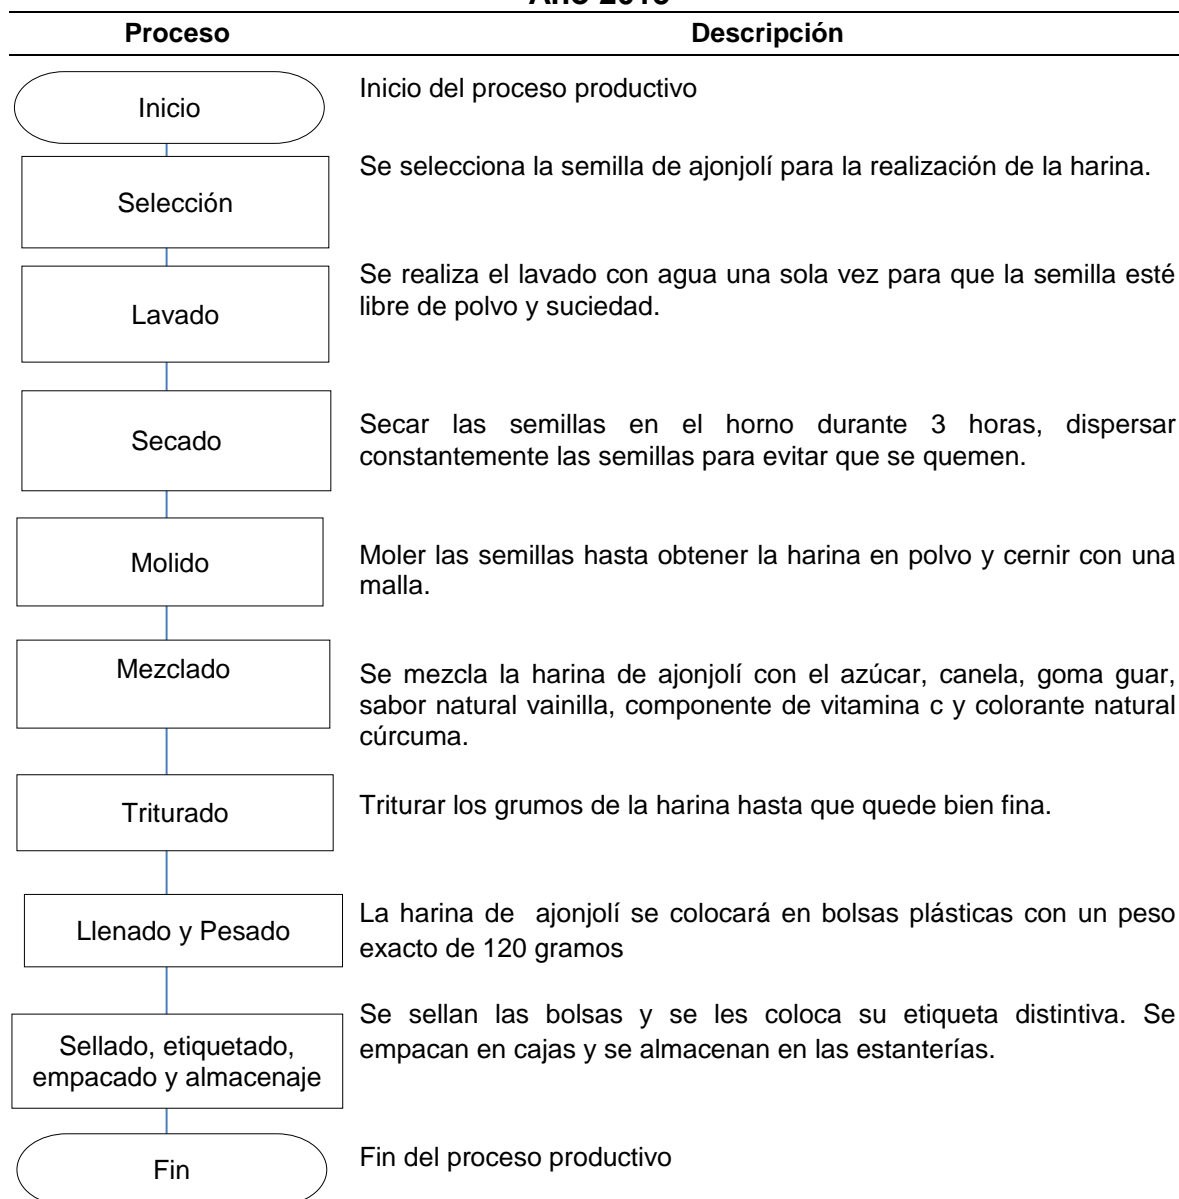 Proceso Descripción
Inicio
Inicio del proceso productivo
Selección
Se selecciona la semilla de ajonjolí para la realización de la harina.
Lavado
Se realiza el lavado con agua una sola vez para que la semilla esté
libre de polvo y suciedad.
Secado
Secar las semillas en el horno durante 3 horas, dispersar
constantemente las semillas para evitar que se quemen.
Molido
Moler las semillas hasta obtener la harina en polvo y cernir con una
malla.
Mezclado
Se mezcla la harina de ajonjolí con el azúcar, canela, goma guar,
sabor natural vainilla, componente de vitamina c y colorante natural
cúrcuma.
Triturado
Triturar los grumos de la harina hasta que quede bien fina.
Llenado y Pesado
La harina de ajonjolí se colocará en bolsas plásticas con un peso
exacto de 120 gramos
Sellado, etiquetado,
empacado y almacenaje
Se sellan las bolsas y se les coloca su etiqueta distintiva. Se
empacan en cajas y se almacenan en las estanterías.
Fin
Fin del proceso productivo